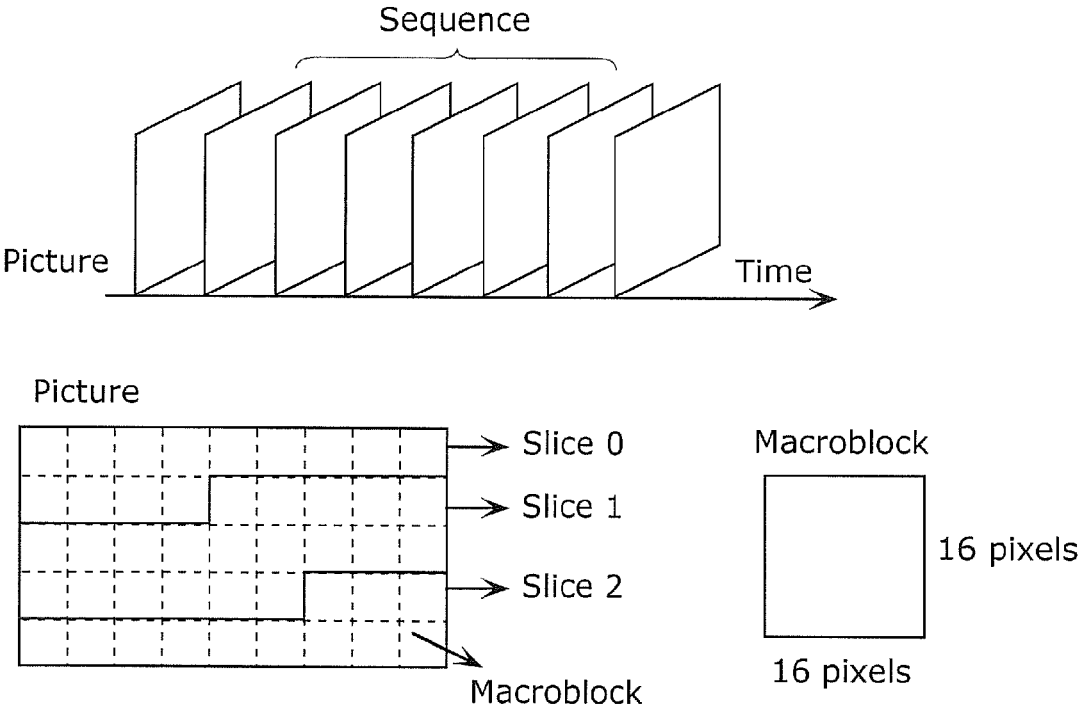 Sequence
Picture
Time
Picture
Slice 0
Slice 1
Slice 2
Macroblock
Macroblock
16 pixels
16 pixels